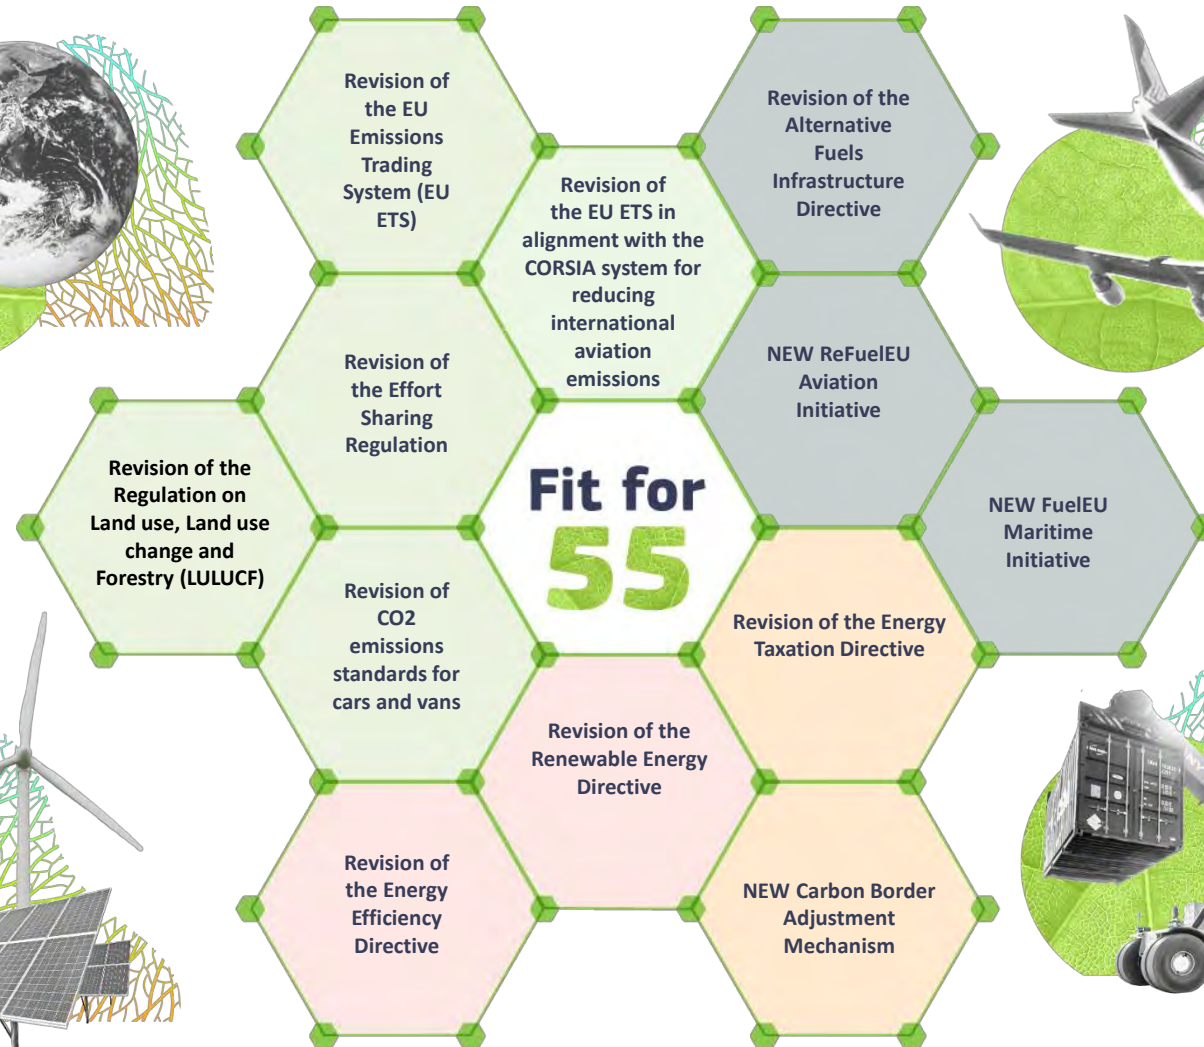 Revision of
the EU
Emissions
Trading
System (EU
ETS)
Revision of the
Alternative
Fuels
Infrastructure
Directive
Revision of
the EU ETS in
alignment with the
CORSIA system for
reducing
international
aviation
emissions
Revision of
the Effort
Sharing
Regulation
NEW ReFuelEU
Aviation
Initiative
Revision of the
Regulation on
Land use, Land use
change and
Forestry (LULUCF)
Fit for
55
NEW FuelEU
Maritime
Initiative
Revision of
CO2
emissions
standards for
cars and vans
Revision of the Energy
Taxation Directive
Revision of the
Renewable Energy
Directive
Revision of
the Energy
Efficiency
Directive
NEW Carbon Border
Adjustment
Mechanism